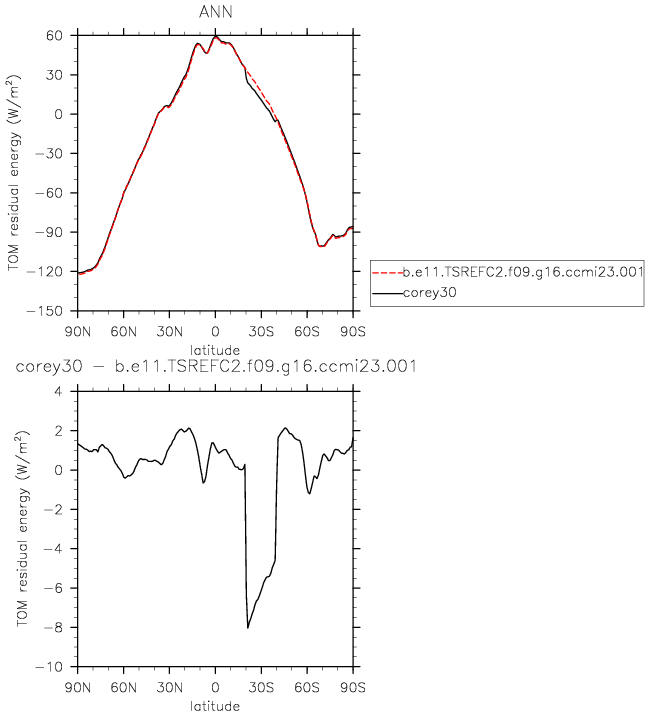 ANN
TOM residual energy (W/m²)
60
30
0
−30
−60
−90
−120
−150
90N 60N 30N 0 30S 60S 90S
latitude
b.e11.TSREFC2.f09.g16.ccmi23.001
corey30
corey30 − b.e11.TSREFC2.f09.g16.ccmi23.001
TOM residual energy (W/m²)
4
2
0
−2
−4
−6
−8
−10
90N 60N 30N 0 30S 60S 90S
latitude